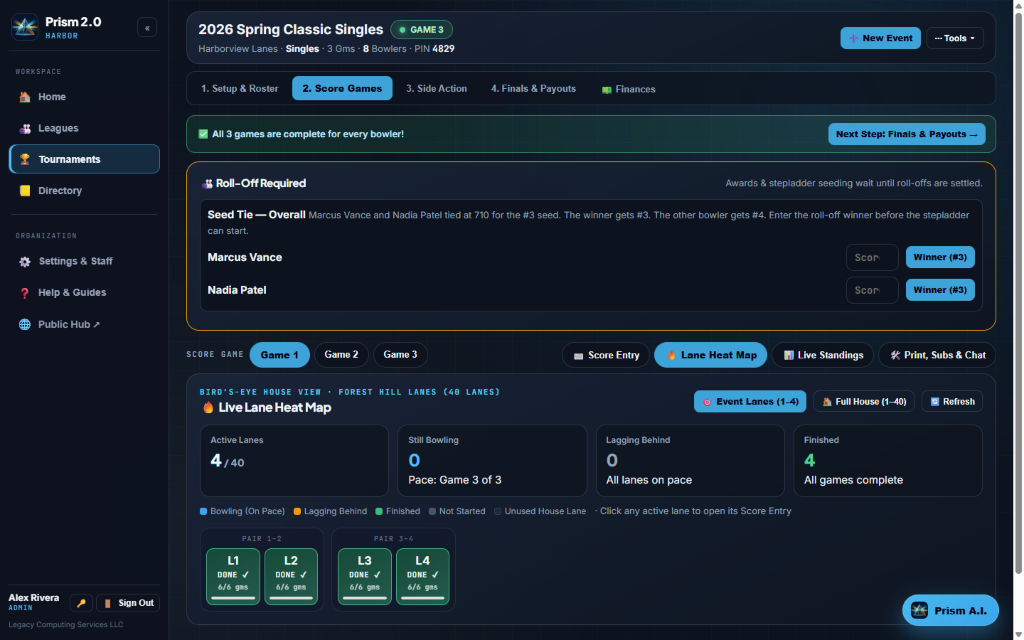 Prism 2.0
HARBOR
«
WORKSPACE
Home
Leagues
Tournaments
Directory
ORGANIZATION
Settings & Staff
Help & Guides
Public Hub ↗
Alex Rivera
ADMIN
Sign Out
Legacy Computing Services LLC
2026 Spring Classic Singles
GAME 3
Harborview Lanes · Singles · 3 Gms · 8 Bowlers · PIN 4829
New Event
··· Tools
1. Setup & Roster
2. Score Games
3. Side Action
4. Finals & Payouts
Finances
All 3 games are complete for every bowler!
Next Step: Finals & Payouts →
Roll-Off Required
Awards & stepladder seeding wait until roll-offs are settled.
Seed Tie — Overall Marcus Vance and Nadia Patel tied at 710 for the #3 seed. The winner gets #3. The other bowler gets #4. Enter the roll-off winner before the stepladder
can start.
Marcus Vance
Scor
Winner (#3)
Nadia Patel
Scor
Winner (#3)
SCORE GAME
Game 1
Game 2
Game 3
Score Entry
Lane Heat Map
Live Standings
Print, Subs & Chat
BIRD'S-EYE HOUSE VIEW · FOREST HILL LANES (40 LANES)
Live Lane Heat Map
Event Lanes (1–4)
Full House (1–40)
Refresh
Active Lanes
4 / 40
Still Bowling
0
Pace: Game 3 of 3
Lagging Behind
0
All lanes on pace
Finished
4
All games complete
Bowling (On Pace)
Lagging Behind
Finished
Not Started
Unused House Lane
· Click any active lane to open its Score Entry
PAIR 1-2
PAIR 3-4
L1
DONE ✓
6/6 gms
L2
DONE ✓
6/6 gms
L3
DONE ✓
6/6 gms
L4
DONE ✓
6/6 gms
Prism A.I.